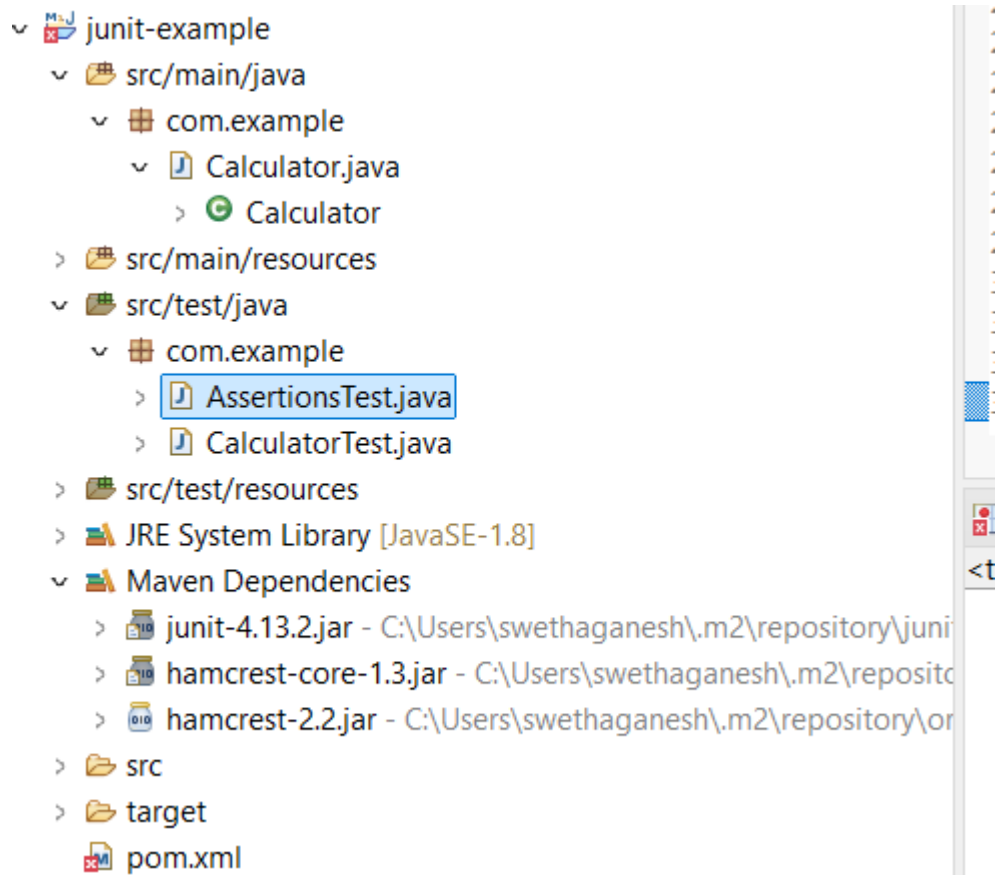 junit-example
src/main/java
com.example
Calculator.java
Calculator
src/main/resources
src/test/java
com.example
AssertionsTest.java
CalculatorTest.java
src/test/resources
JRE System Library [JavaSE-1.8]
Maven Dependencies
junit-4.13.2.jar - C:\Users\swethaganesh\.m2\repository\juni
hamcrest-core-1.3.jar - C:\Users\swethaganesh\.m2\reposito
hamcrest-2.2.jar - C:\Users\swethaganesh\.m2\repository\or
<t
src
target
pom.xml